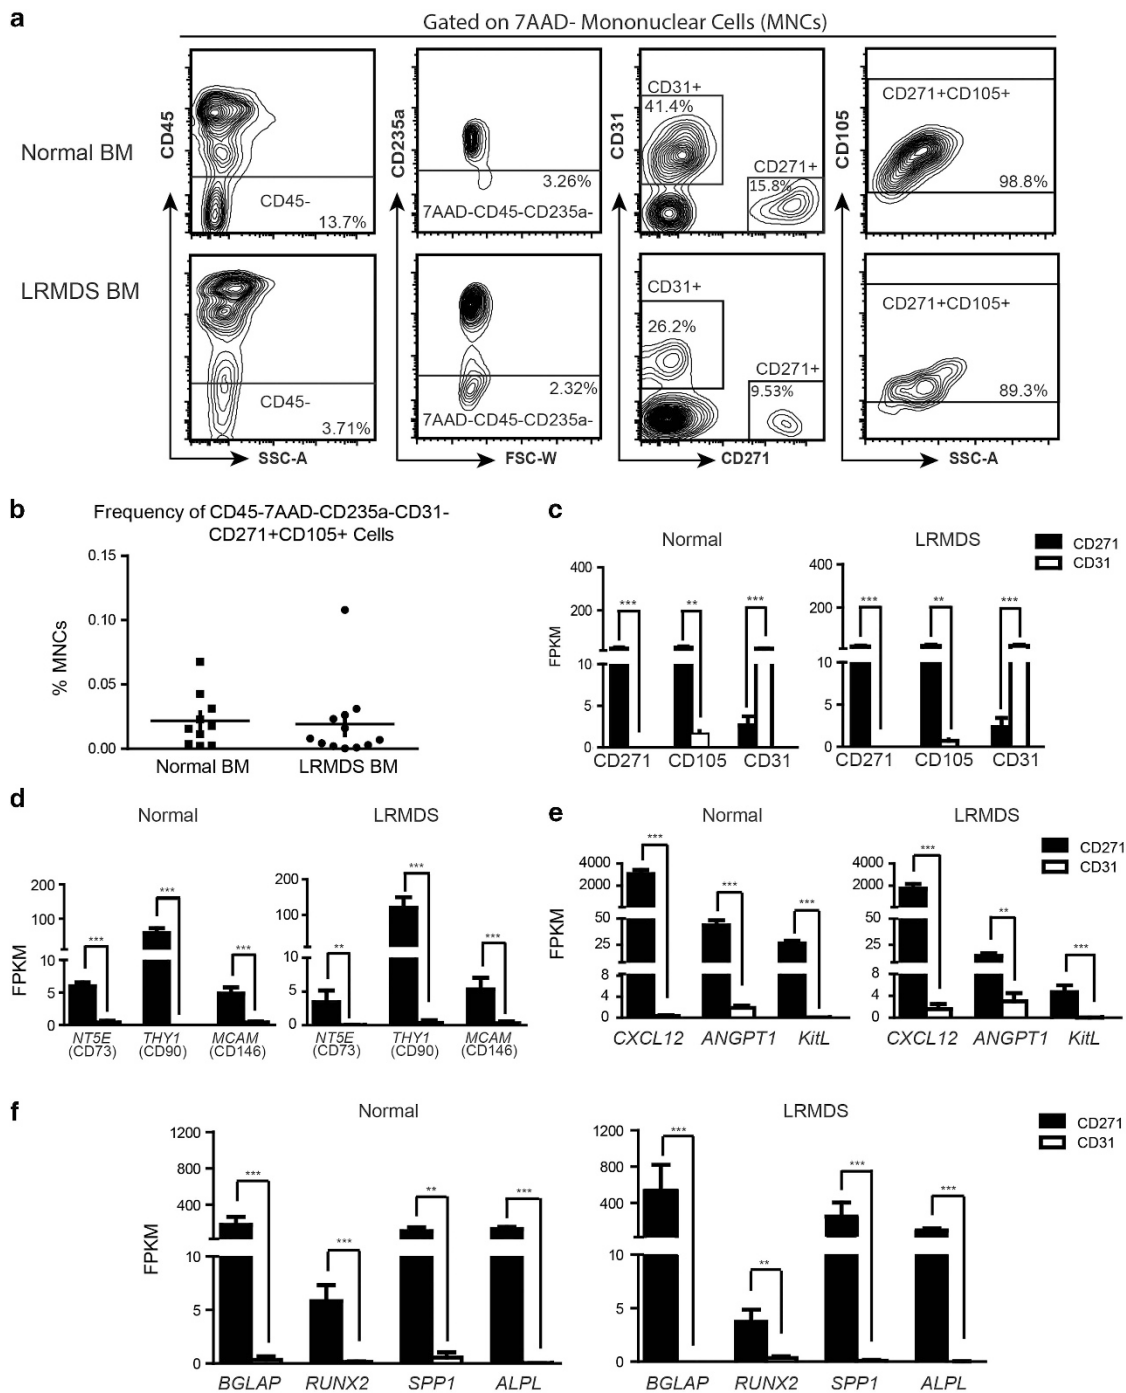 a
Gated on 7AAD- Mononuclear Cells (MNCs)
Normal BM
CD45
CD45-
13.7%
CD235a
3.26%
7AAD-CD45-CD235a-
CD31
CD31+
41.4%
CD271+
15.8%
CD105
CD271+CD105+
98.8%
LRMDS BM
CD45-
3.71%
SSC-A
2.32%
7AAD-CD45-CD235a-
FSC-W
CD31+
26.2%
CD271+
9.53%
CD271
CD271+CD105+
89.3%
SSC-A
b
Frequency of CD45-7AAD-CD235a-CD31-
CD271+CD105+ Cells
% MNCs
0.15
0.10
0.05
0.00
Normal BM LRMDS BM
c
Normal
LRMDS
CD271
CD31
FPKM
400
200
10
5
0
*** ** ***
CD271 CD105 CD31
400
200
10
5
0
*** ** ***
CD271 CD105 CD31
d
Normal
LRMDS
FPKM
200
100
10
5
0
*** *** ***
NT5E THY1 MCAM
(CD73) (CD90) (CD146)
200
100
10
5
0
** *** ***
NT5E THY1 MCAM
(CD73) (CD90) (CD146)
e
Normal
LRMDS
CD271
CD31
FPKM
4000
2000
50
25
8
4
0
*** *** ***
CXCL12 ANGPT1 KitL
4000
2000
50
25
8
4
0
*** ** ***
CXCL12 ANGPT1 KitL
f
Normal
LRMDS
CD271
CD31
FPKM
1200
800
400
10
5
0
*** *** ** ***
BGLAP RUNX2 SPP1 ALPL
1200
800
400
10
5
0
*** ** *** ***
BGLAP RUNX2 SPP1 ALPL